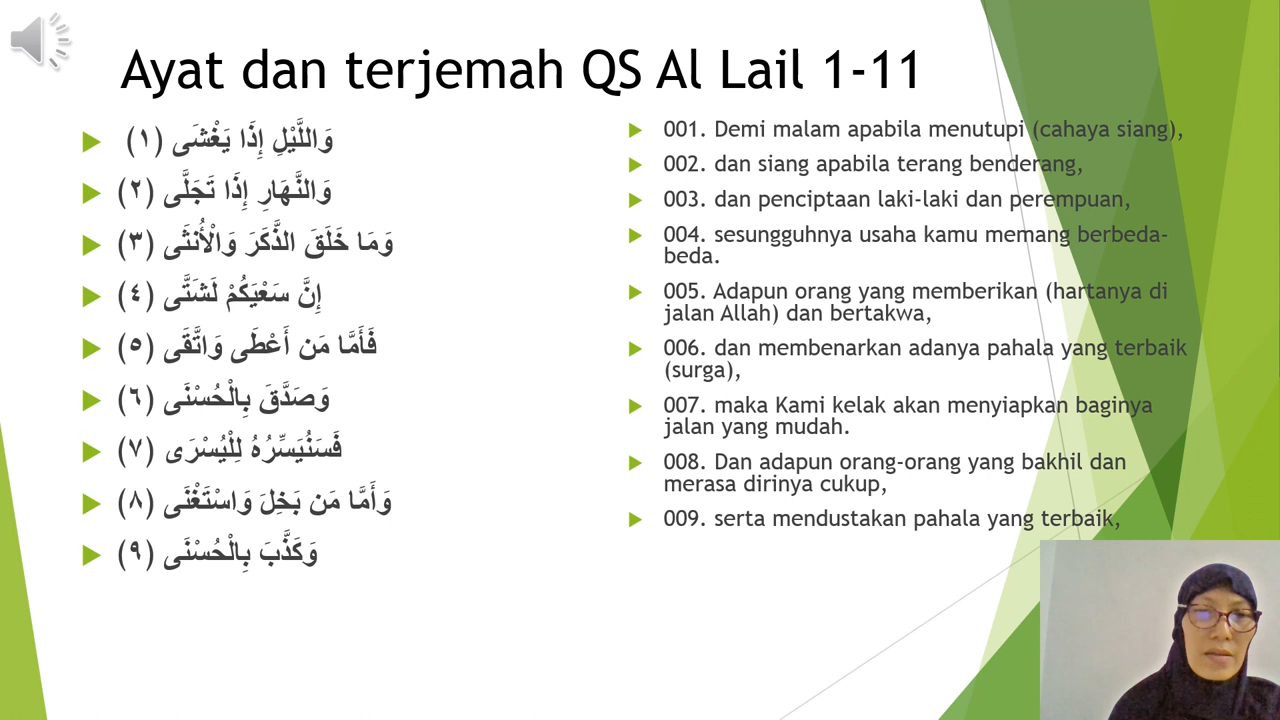 Ayat dan terjemah QS Al Lail 1-11
وَاللَّيْلِ إِذَا يَغْشَى (١)
وَالنَّهَارِ إِذَا تَجَلَّى (٢)
وَمَا خَلَقَ الذَّكَرَ وَالْأُنثَى (٣)
إِنَّ سَعْيَكُمْ لَشَتَّى (٤)
فَأَمَّا مَن أَعْطَى وَاتَّقَى (٥)
وَصَدَّقَ بِالْحُسْنَى (٦)
فَسَنُيَسِّرُهُ لِلْيُسْرَى (٧)
وَأَمَّا مَن بَخِلَ وَاسْتَغْنَى (٨)
وَكَذَّبَ بِالْحُسْنَى (٩)
001. Demi malam apabila menutupi (cahaya siang),
002. dan siang apabila terang benderang,
003. dan penciptaan laki-laki dan perempuan,
004. sesungguhnya usaha kamu memang berbeda-
beda.
005. Adapun orang yang memberikan (hartanya di
jalan Allah) dan bertakwa,
006. dan membenarkan adanya pahala yang terbaik
(surga),
007. maka Kami kelak akan menyiapkan baginya
jalan yang mudah.
008. Dan adapun orang-orang yang bakhil dan
merasa dirinya cukup,
009. serta mendustakan pahala yang terbaik,